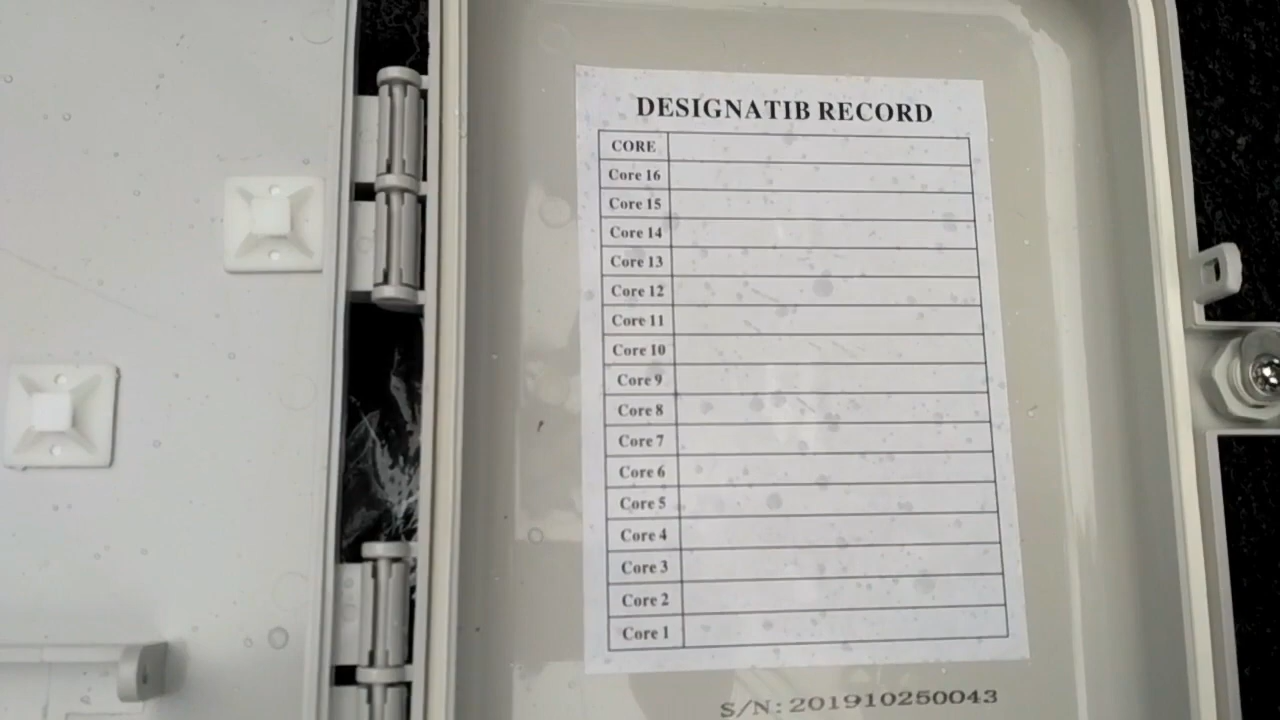 DESIGNATIB RECORD
CORE
Core 16
Core 15
Core 14
Core 13
Core 12
Core 11
Core 10
Core 9
Core 8
Core 7
Core 6
Core 5
Core 4
Core 3
Core 2
Core 1
S/N: 201910250043